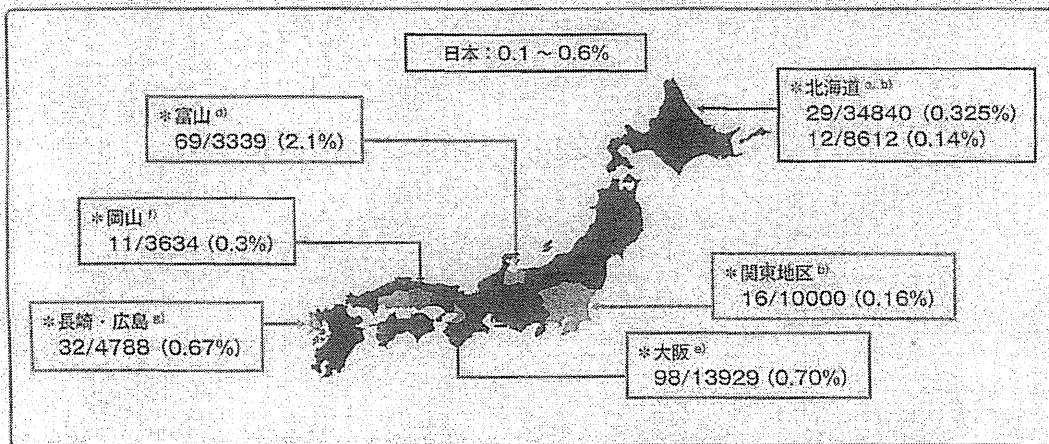 日本：0.1 ～ 0.6%
＊富山 d)
69/3339 (2.1%)
＊北海道 a, b)
29/34840 (0.325%)
12/8612 (0.14%)
＊岡山 f)
11/3634 (0.3%)
＊関東地区 b)
16/10000 (0.16%)
＊長崎・広島 g)
32/4788 (0.67%)
＊大阪 e)
98/13929 (0.70%)